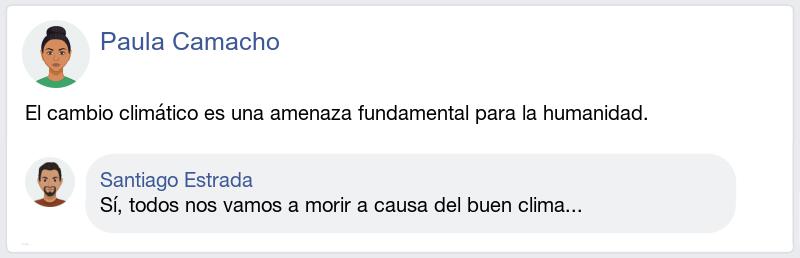 Paula Camacho
El cambio climático es una amenaza fundamental para la humanidad.
Santiago Estrada
Sí, todos nos vamos a morir a causa del buen clima...